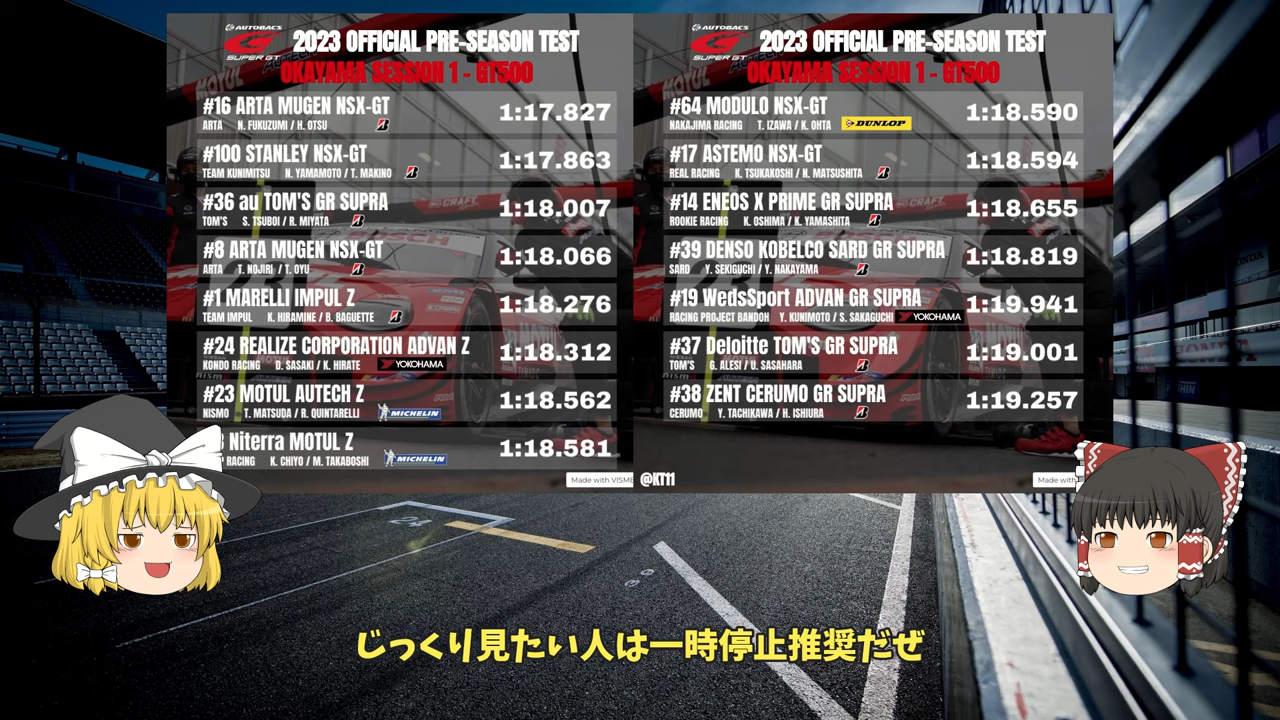 AUTOBACS
SUPER GT
2023 OFFICIAL PRE-SEASON TEST
OKAYAMA SESSION 1 - GT500
#16 ARTA MUGEN NSX-GT 1:17.827
ARTA N. FUKUZUMI / H. OTSU
#100 STANLEY NSX-GT 1:17.863
TEAM KUNIMITSU N. YAMAMOTO / T. MAKINO
#36 au TOM'S GR SUPRA 1:18.007
TOM'S S. TSUBOI / R. MIYATA
#8 ARTA MUGEN NSX-GT 1:18.066
ARTA T. NOJIRI / T. OYU
#1 MARELLI IMPUL Z 1:18.276
TEAM IMPUL K. HIRAMINE / B. BAGUETTE
#24 REALIZE CORPORATION ADVAN Z 1:18.312
KONDO RACING D. SASAKI / K. HIRATE YOKOHAMA
#23 MOTUL AUTECH Z 1:18.562
NISMO T. MATSUDA / R. QUINTARELLI MICHELIN
Niterra MOTUL Z 1:18.581
RACING K. CHIYO / M. TAKABOSHI MICHELIN
Made with VISME
AUTOBACS
SUPER GT
2023 OFFICIAL PRE-SEASON TEST
OKAYAMA SESSION 1 - GT500
#64 MODULO NSX-GT 1:18.590
NAKAJIMA RACING T. IZAWA / K. OHTA DUNLOP
#17 ASTEMO NSX-GT 1:18.594
REAL RACING K. TSUKAKOSHI / N. MATSUSHITA
#14 ENEOS X PRIME GR SUPRA 1:18.655
ROOKIE RACING K. OSHIMA / K. YAMASHITA
#39 DENSO KOBELCO SARD GR SUPRA 1:18.819
SARD Y. SEKIGUCHI / Y. NAKAYAMA
#19 WedsSport ADVAN GR SUPRA 1:19.941
RACING PROJECT BANDOH Y. KUNIMOTO / S. SAKAGUCHI YOKOHAMA
#37 Deloitte TOM'S GR SUPRA 1:19.001
TOM'S G. ALESI / U. SASAHARA
#38 ZENT CERUMO GR SUPRA 1:19.257
CERUMO Y. TACHIKAWA / H. ISHIURA
@KT11
Made with
24
じっくり見たい人は一時停止推奨だぜ